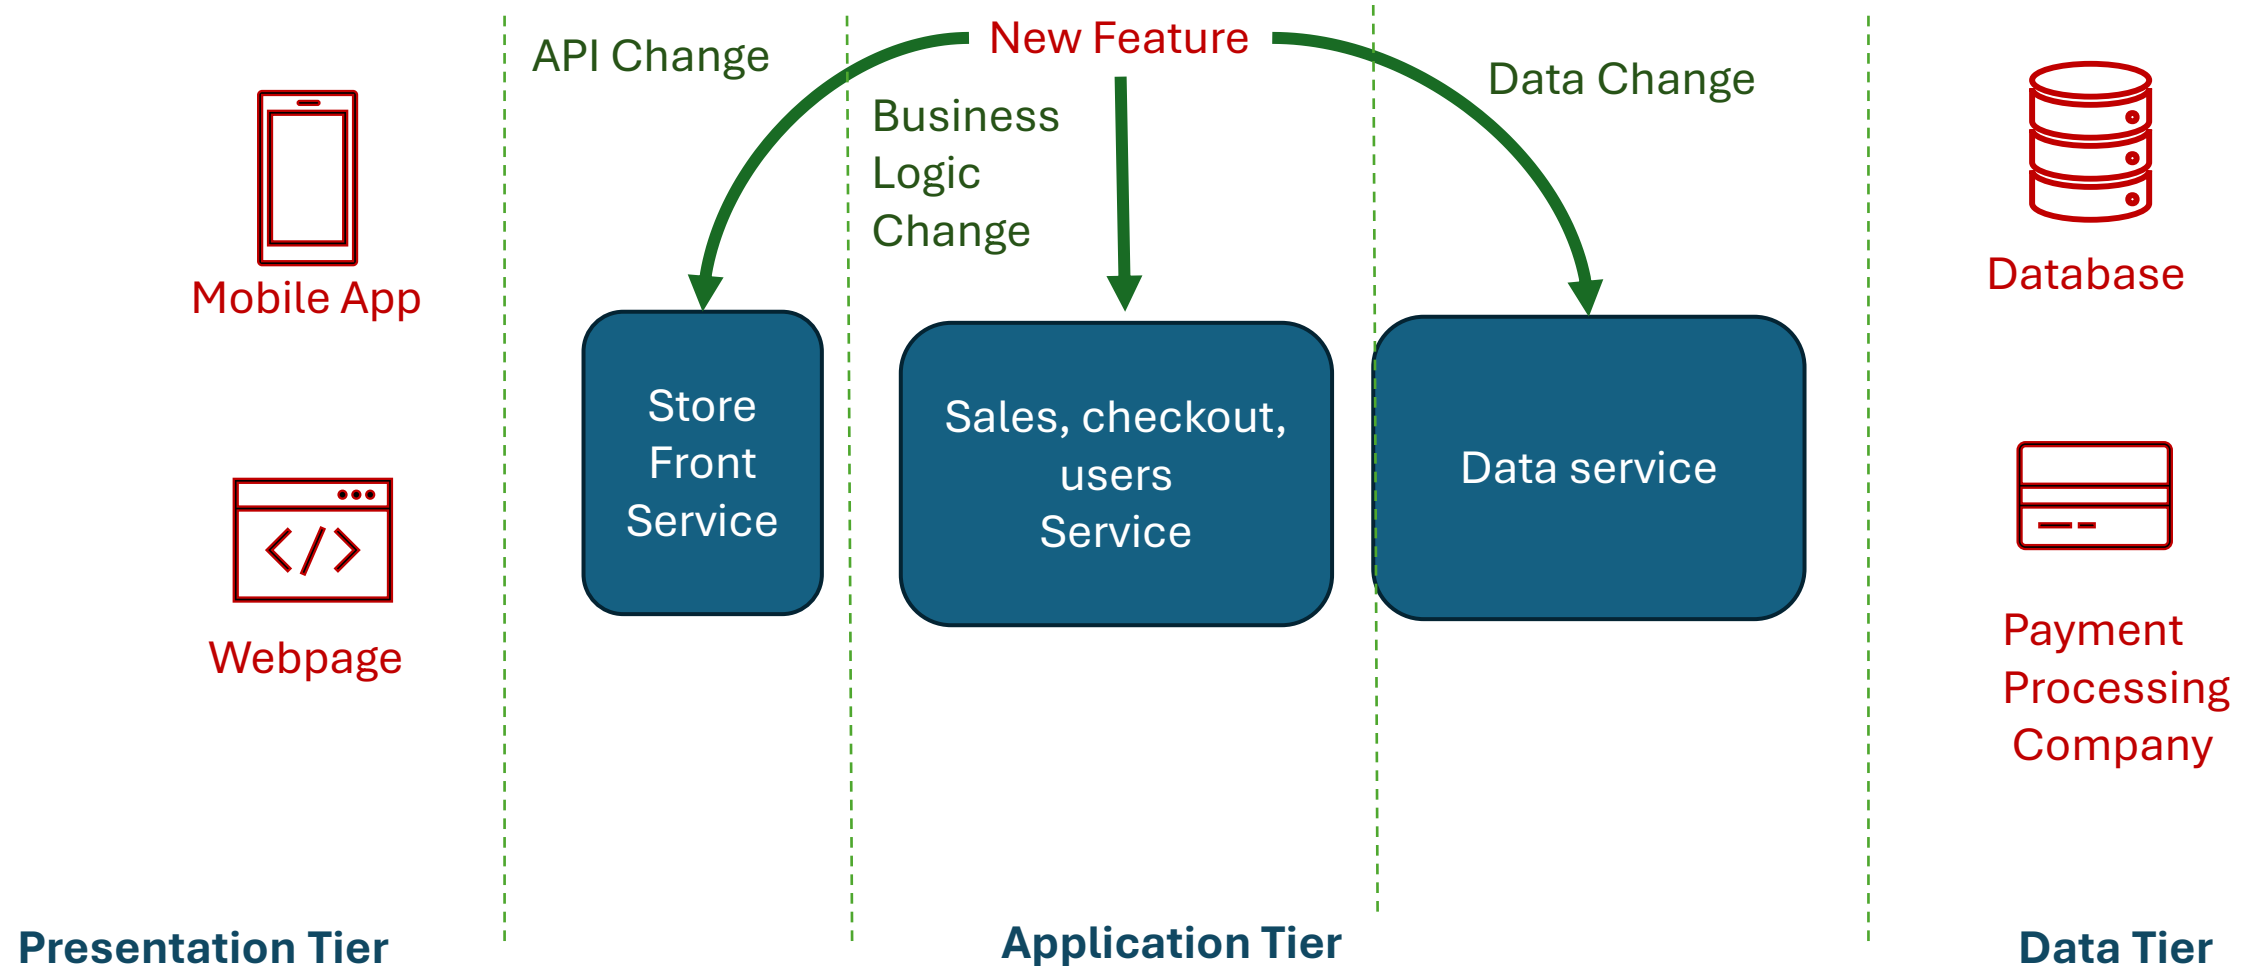 New Feature
API Change
Business
Logic
Change
Data Change
Mobile App
Webpage
Store
Front
Service
Sales, checkout,
users
Service
Data service
Database
Payment
Processing
Company
Presentation Tier
Application Tier
Data Tier